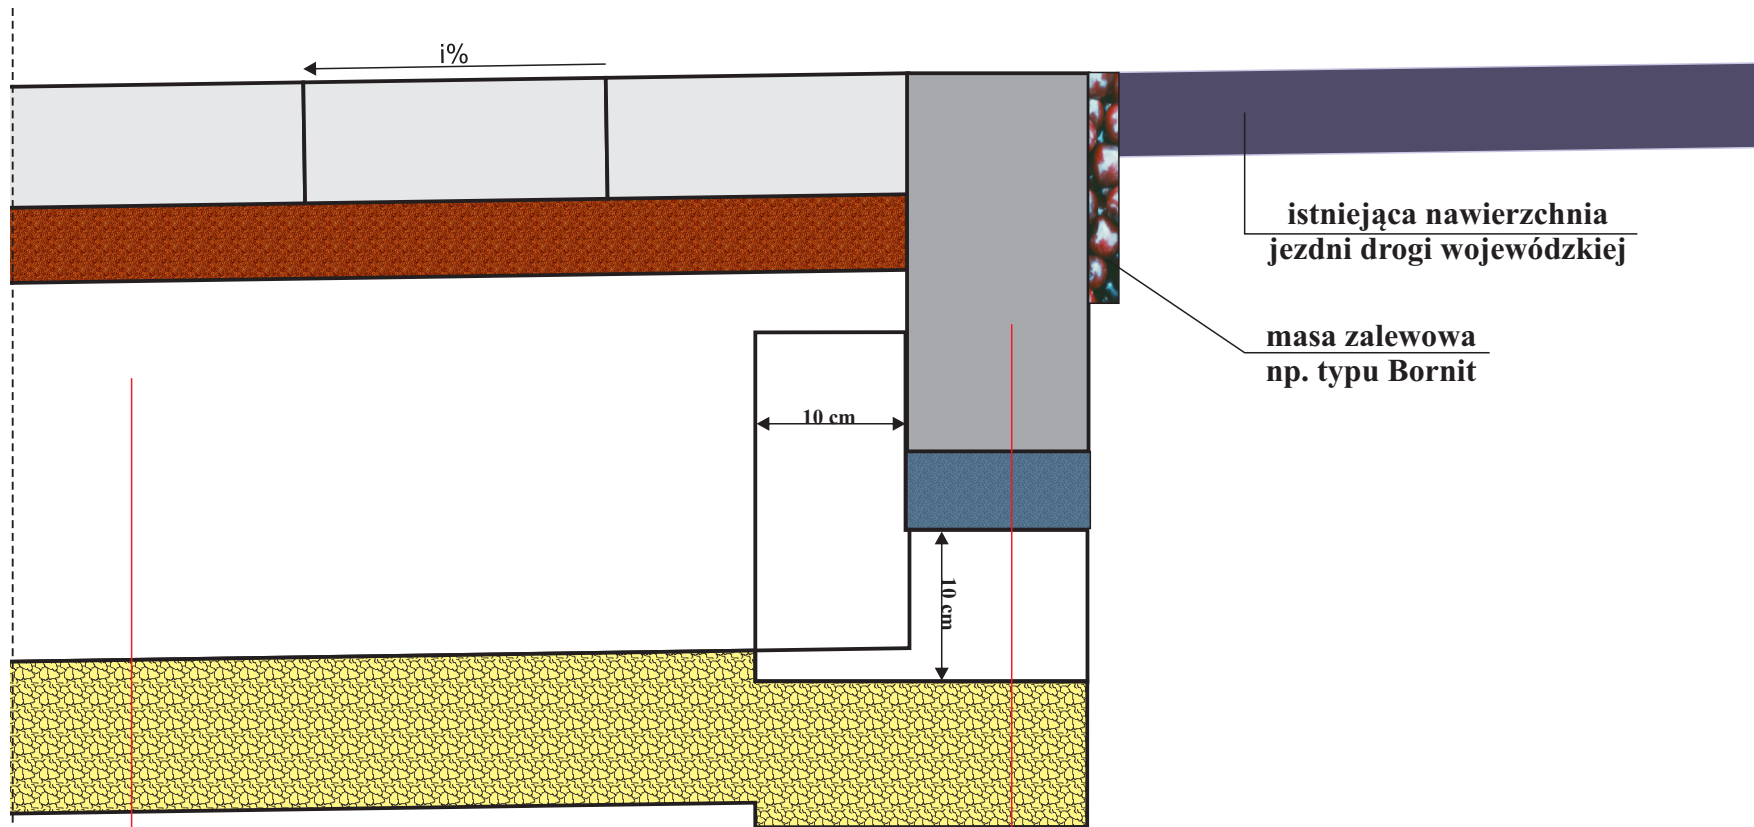 i%
istniejąca nawierzchnia
jezdni drogi wojewódzkiej
masa zalewowa
np. typu Bornit
10 cm
10 cm